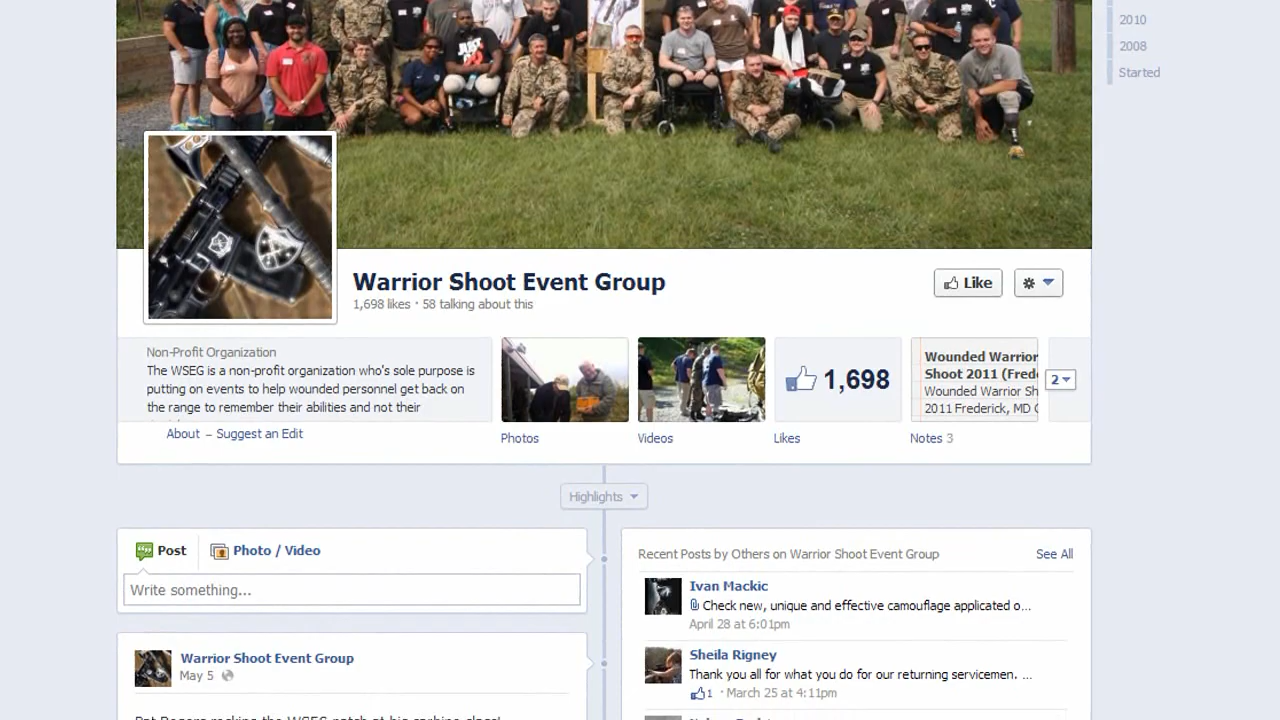 2010
2008
Started
Warrior Shoot Event Group
1,698 likes · 58 talking about this
Like
Non-Profit Organization
The WSEG is a non-profit organization who's sole purpose is
putting on events to help wounded personnel get back on
the range to remember their abilities and not their
About – Suggest an Edit
Photos
Videos
1,698
Likes
Wounded Warrior
Shoot 2011 (Fred
Wounded Warrior Sh
2011 Frederick, MD
Notes 3
2
Highlights
Post
Photo / Video
Write something...
Warrior Shoot Event Group
May 5
Recent Posts by Others on Warrior Shoot Event Group
See All
Ivan Mackic
Check new, unique and effective camouflage applicated o...
April 28 at 6:01pm
Sheila Rigney
Thank you all for what you do for our returning servicemen. ...
1 · March 25 at 4:11pm